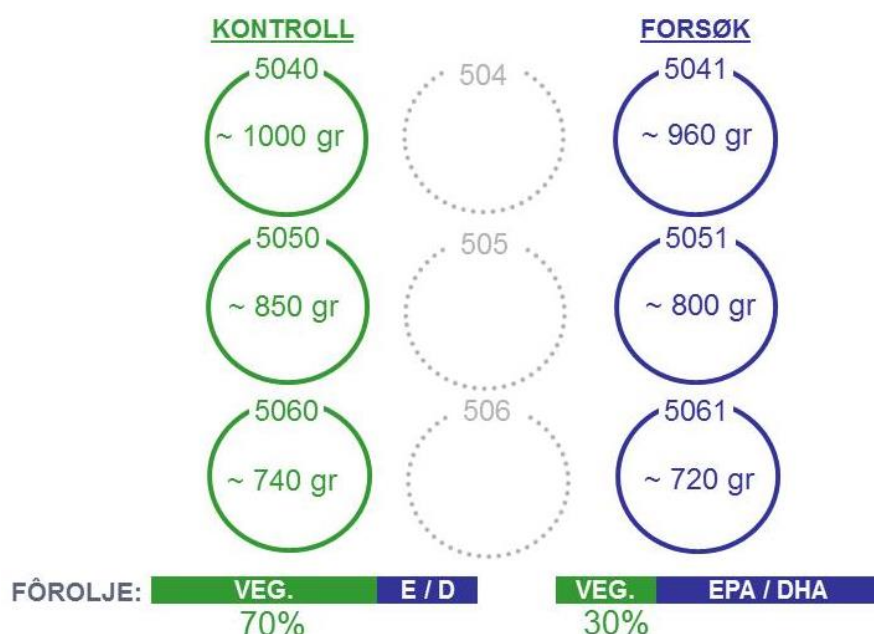 KONTROLL FORSØK
5040 504 5041
~ 1000 gr ~ 960 gr
5050 505 5051
~ 850 gr ~ 800 gr
5060 506 5061
~ 740 gr ~ 720 gr
FÔROLJE: VEG. E / D VEG. EPA / DHA
70% 30%